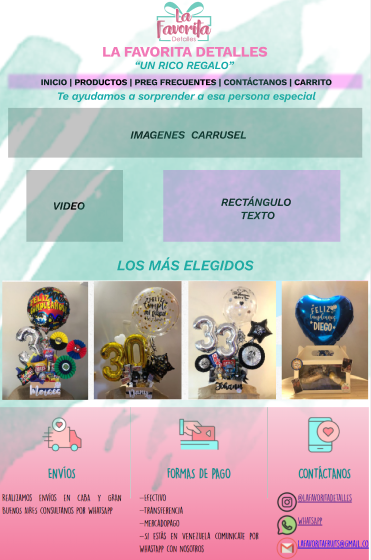 La
Favorita
Detalles
LA FAVORITA DETALLES
“UN RICO REGALO”
INICIO | PRODUCTOS | PREG FRECUENTES | CONTÁCTANOS | CARRITO
Te ayudamos a sorprender a esa persona especial
IMAGENES CARRUSEL
VIDEO
RECTÁNGULO
TEXTO
LOS MÁS ELEGIDOS
FELIZ
CUMPLEAÑOS
33
30
33
FELIZ
Cumpleaños
DIEGO
ENVÍOS
FORMAS DE PAGO
CONTÁCTANOS
REALIZAMOS ENVÍOS EN CABA Y GRAN
BUENOS AIRES CONSULTANOS POR WHATSAPP
-EFECTIVO
-TRANSFERENCIA
-MERCADOPAGO
-SI ESTÁS EN VENEZUELA COMUNICATE POR
WHATSAPP CON NOSOTROS
@LAFAVORITADETALLES
WHATSAPP
LAFAVORITAFRUITS@GMAIL.CO